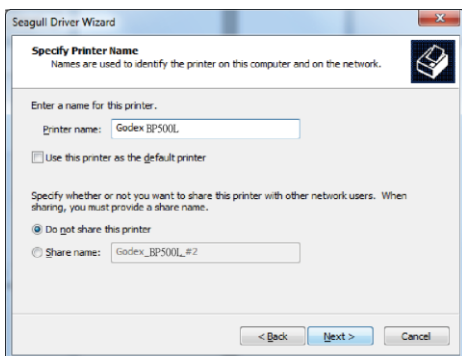 Seagull Driver Wizard
Specify Printer Name
Names are used to identify the printer on this computer and on the network.
Enter a name for this printer.
Printer name: Godex BP500L
Use this printer as the default printer
Specify whether or not you want to share this printer with other network users. When
sharing, you must provide a share name.
Do not share this printer
Share name: Godex_BP500L_#2
< Back Next > Cancel